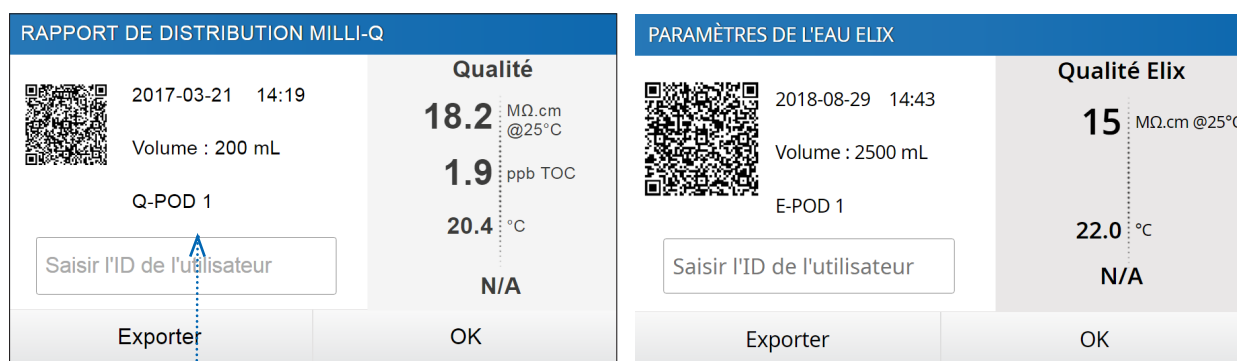 RAPPORT DE DISTRIBUTION MILLI-Q
2017-03-21 14:19
Volume : 200 mL
Q-POD 1
Saisir l'ID de l'utilisateur
Qualité
18.2 MΩ.cm
@25°C
1.9 ppb TOC
20.4 °C
N/A
Exporter
OK
PARAMÈTRES DE L'EAU ELIX
2018-08-29 14:43
Volume : 2500 mL
E-POD 1
Saisir l'ID de l'utilisateur
Qualité Elix
15 MΩ.cm @25°C
22.0 °C
N/A
Exporter
OK